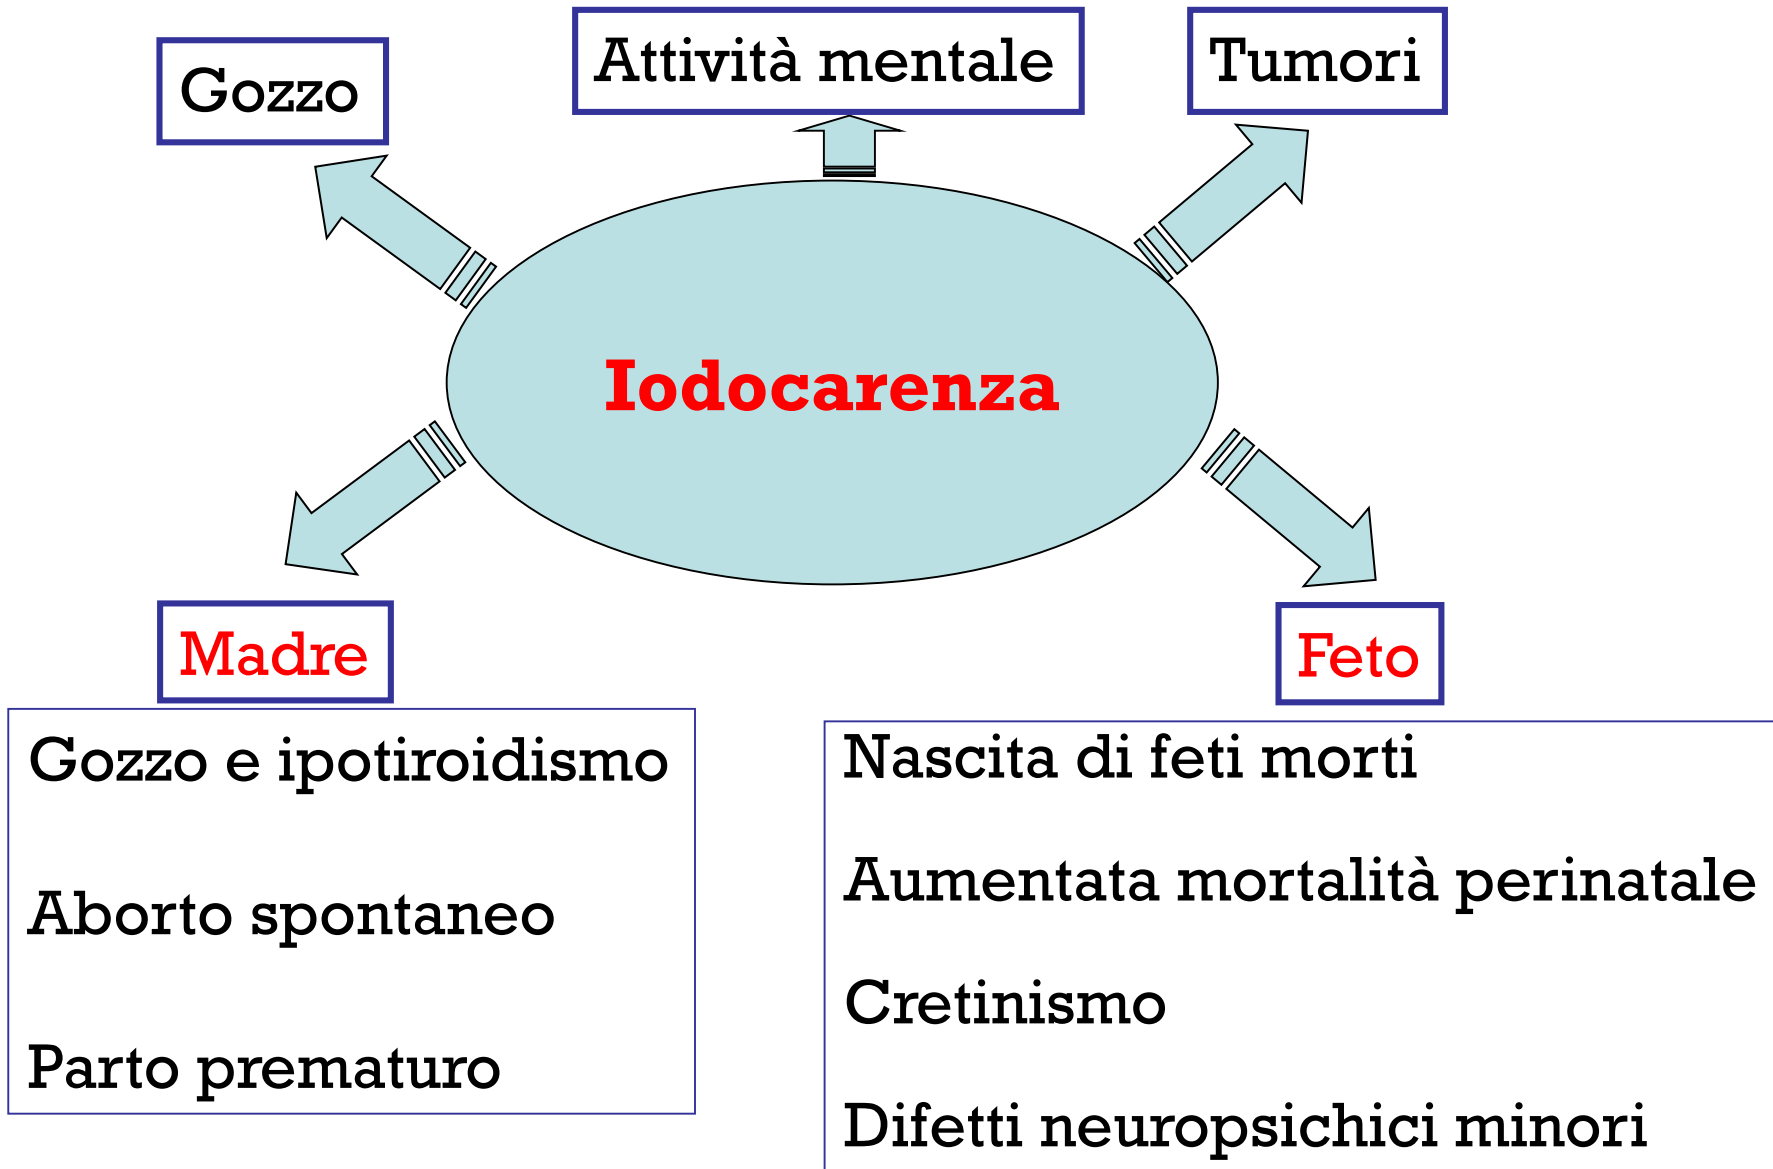 Gozzo
Attività mentale
Tumori
Iodocarenza
Madre
Gozzo e ipotiroidismo
Aborto spontaneo
Parto prematuro
Feto
Nascita di feti morti
Aumentata mortalità perinatale
Cretinismo
Difetti neuropsichici minori